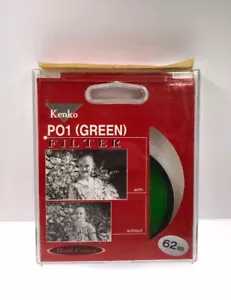 Kenko
PO1 (GREEN)
FILTER
with
without
62mm